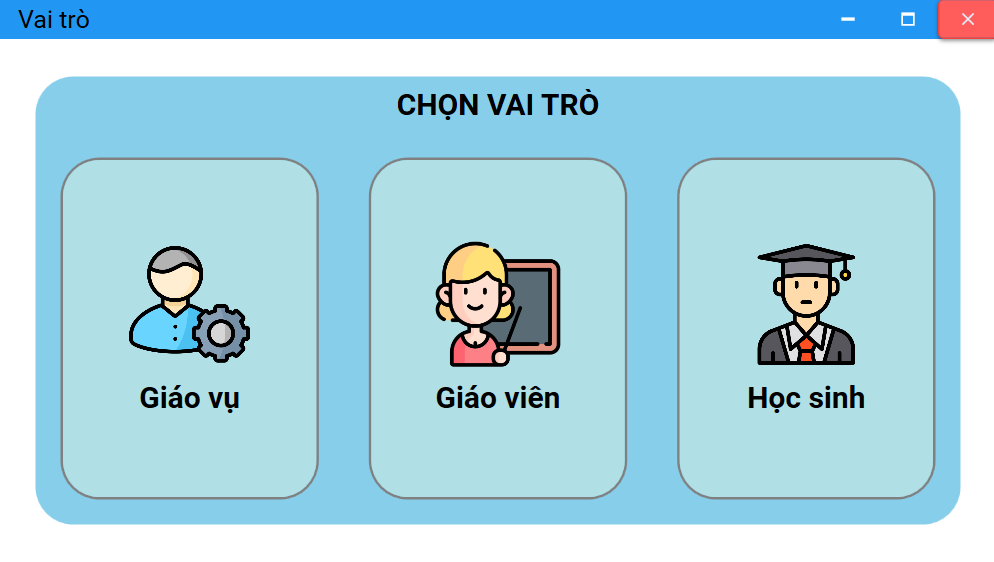 Vai trò
CHỌN VAI TRÒ
Giáo vụ
Giáo viên
Học sinh